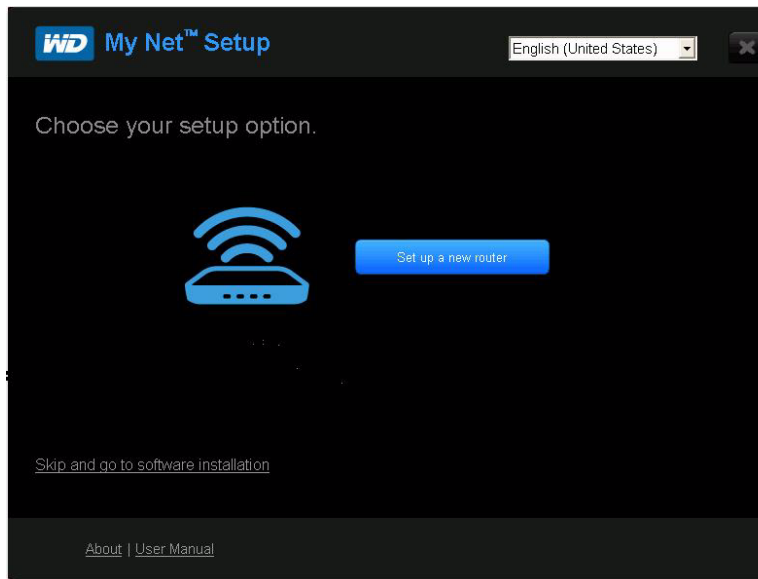 WD My Net™ Setup
English (United States)
Choose your setup option.
Set up a new router
Skip and go to software installation
About | User Manual